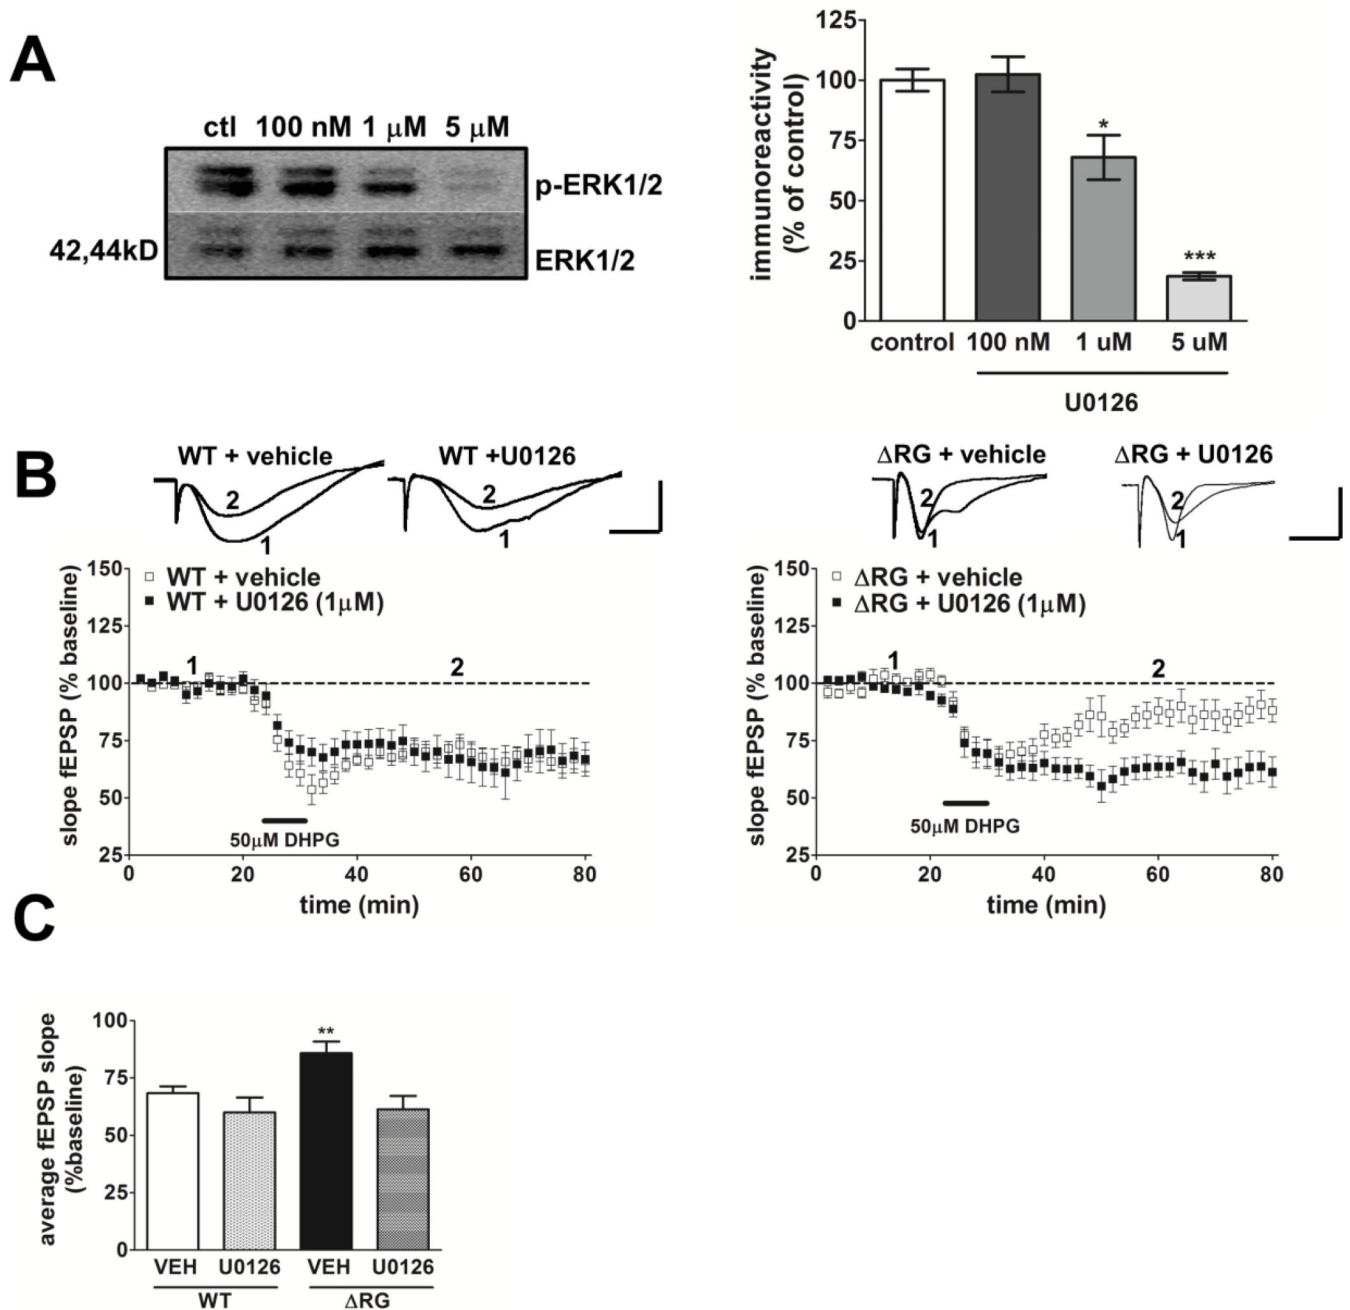 A
ctl 100 nM 1 μM 5 μM
p-ERK1/2
42,44kD
ERK1/2
immunoreactivity
(% of control)
125
100
75
50
25
0
*
***
control 100 nM 1 uM 5 uM
U0126
B
WT + vehicle
WT +U0126
2
1
2
1
slope fEPSP (% baseline)
150
125
100
75
50
25
WT + vehicle
WT + U0126 (1μM)
1
2
50μM DHPG
0 20 40 60 80
time (min)
ΔRG + vehicle
ΔRG + U0126
2
1
2
1
slope fEPSP (% baseline)
150
125
100
75
50
25
ΔRG + vehicle
ΔRG + U0126 (1μM)
1
2
50μM DHPG
0 20 40 60 80
time (min)
C
average fEPSP slope
(%baseline)
100
75
50
25
0
**
VEH U0126 VEH U0126
WT ΔRG